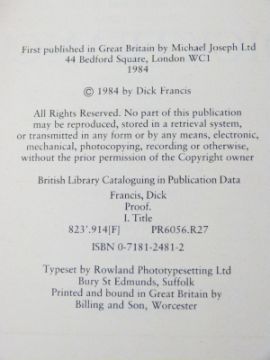 First published in Great Britain by Michael Joseph Ltd
44 Bedford Square, London WC1
1984
© 1984 by Dick Francis
All Rights Reserved. No part of this publication
may be reproduced, stored in a retrieval system,
or transmitted in any form or by any means, electronic,
mechanical, photocopying, recording or otherwise,
without the prior permission of the Copyright owner
British Library Cataloguing in Publication Data
Francis, Dick
Proof.
I. Title
823'.914[F] PR6056.R27
ISBN 0-7181-2481-2
Typeset by Rowland Phototypesetting Ltd
Bury St Edmunds, Suffolk
Printed and bound in Great Britain by
Billing and Son, Worcester